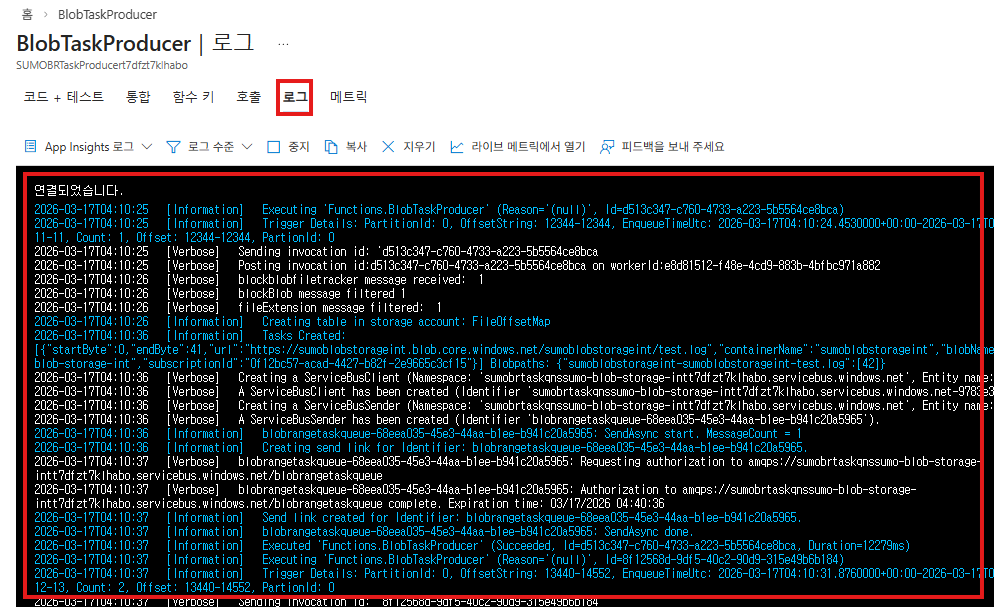 홈 › BlobTaskProducer
BlobTaskProducer | 로그 ...
SUMOBRTaskProducert7dfzt7klhabo
코드 + 테스트 통합 함수 키 호출 로그 메트릭
App Insights 로그 로그 수준 중지 복사 지우기 라이브 메트릭에서 열기 피드백을 보내 주세요
연결되었습니다.
2026-03-17T04:10:25 [Information] Executing 'Functions.BlobTaskProducer' (Reason='(null)', Id=d513c347-c760-4733-a223-5b5564ce8bca)
2026-03-17T04:10:25 [Information] Trigger Details: PartitionId: 0, OffsetString: 12344-12344, EnqueueTimeUtc: 2026-03-17T04:10:24.4530000+00:00-2026-03-17T0
11-11, Count: 1, Offset: 12344-12344, PartionId: 0
2026-03-17T04:10:25 [Verbose] Sending invocation id: 'd513c347-c760-4733-a223-5b5564ce8bca
2026-03-17T04:10:25 [Verbose] Posting invocation id:d513c347-c760-4733-a223-5b5564ce8bca on workerId:e8d81512-f48e-4cd9-883b-4bfbc971a882
2026-03-17T04:10:26 [Verbose] blockblobfiletracker message received: 1
2026-03-17T04:10:26 [Verbose] blockBlob message filtered 1
2026-03-17T04:10:26 [Verbose] fileExtension message filtered: 1
2026-03-17T04:10:26 [Information] Creating table in storage account: FileOffsetMap
2026-03-17T04:10:36 [Information] Tasks Created:
[{"startByte":0,"endByte":41,"url":"https://sumoblobstorageint.blob.core.windows.net/sumoblobstorageint/test.log","containerName":"sumoblobstorageint","blobName
blob-storage-int","subscriptionId":"0f12bc57-acad-4427-b82f-2e9665c3cf15"}] Blobpaths: {"sumoblobstorageint-sumoblobstorageint-test.log":[42]}
2026-03-17T04:10:36 [Verbose] Creating a ServiceBusClient (Namespace: 'sumobrtaskqnssumo-blob-storage-intt7dfzt7klhabo.servicebus.windows.net', Entity name:
2026-03-17T04:10:36 [Verbose] A ServiceBusClient has been created (Identifier 'sumobrtaskqnssumo-blob-storage-intt7dfzt7klhabo.servicebus.windows.net-9783e3
2026-03-17T04:10:36 [Verbose] Creating a ServiceBusSender (Namespace: 'sumobrtaskqnssumo-blob-storage-intt7dfzt7klhabo.servicebus.windows.net', Entity name:
2026-03-17T04:10:36 [Verbose] A ServiceBusSender has been created (Identifier 'blobrangetaskqueue-68eea035-45e3-44aa-b1ee-b941c20a5965').
2026-03-17T04:10:36 [Information] blobrangetaskqueue-68eea035-45e3-44aa-b1ee-b941c20a5965: SendAsync start. MessageCount = 1
2026-03-17T04:10:36 [Information] Creating send link for Identifier: blobrangetaskqueue-68eea035-45e3-44aa-b1ee-b941c20a5965.
2026-03-17T04:10:37 [Verbose] blobrangetaskqueue-68eea035-45e3-44aa-b1ee-b941c20a5965: Requesting authorization to amqps://sumobrtaskqnssumo-blob-storage-
intt7dfzt7klhabo.servicebus.windows.net/blobrangetaskqueue
2026-03-17T04:10:37 [Verbose] blobrangetaskqueue-68eea035-45e3-44aa-b1ee-b941c20a5965: Authorization to amqps://sumobrtaskqnssumo-blob-storage-
intt7dfzt7klhabo.servicebus.windows.net/blobrangetaskqueue complete. Expiration time: 03/17/2026 04:40:36
2026-03-17T04:10:37 [Information] Send link created for Identifier: blobrangetaskqueue-68eea035-45e3-44aa-b1ee-b941c20a5965.
2026-03-17T04:10:37 [Information] blobrangetaskqueue-68eea035-45e3-44aa-b1ee-b941c20a5965: SendAsync done.
2026-03-17T04:10:37 [Information] Executed 'Functions.BlobTaskProducer' (Succeeded, Id=d513c347-c760-4733-a223-5b5564ce8bca, Duration=12279ms)
2026-03-17T04:10:37 [Information] Executing 'Functions.BlobTaskProducer' (Reason='(null)', Id=8f12568d-9df5-40c2-90d9-315e49b6b184)
2026-03-17T04:10:37 [Information] Trigger Details: PartitionId: 0, OffsetString: 13440-14552, EnqueueTimeUtc: 2026-03-17T04:10:31.8760000+00:00-2026-03-17T0
12-13, Count: 2, Offset: 13440-14552, PartionId: 0
2026-03-17T04:10:37 [Verbose] Sending invocation id: '8f12568d-9df5-40c2-90d9-315e49b6b184